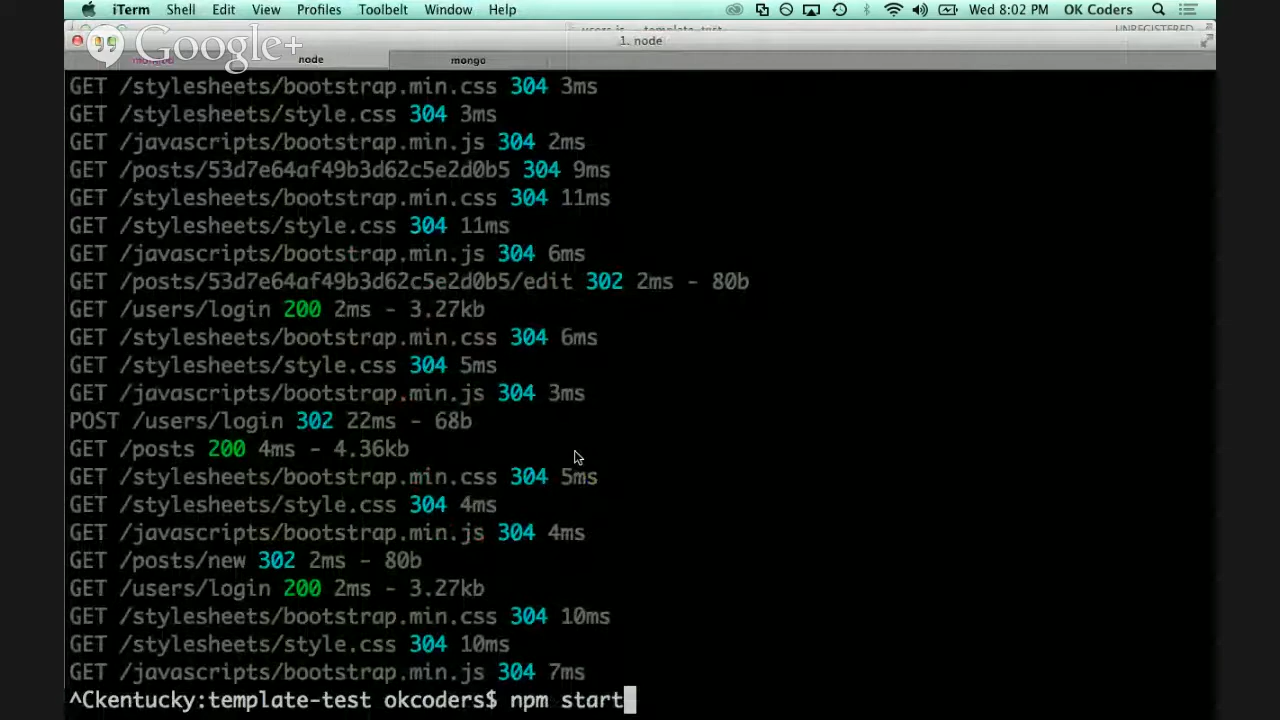 iTerm Shell Edit View Profiles Toolbelt Window Help Wed 8:02 PM OK Coders
Google+
users.js — template-test UNREGISTERED
1. node
mongod node mongo
GET /stylesheets/bootstrap.min.css 304 3ms
GET /stylesheets/style.css 304 3ms
GET /javascripts/bootstrap.min.js 304 2ms
GET /posts/53d7e64af49b3d62c5e2d0b5 304 9ms
GET /stylesheets/bootstrap.min.css 304 11ms
GET /stylesheets/style.css 304 11ms
GET /javascripts/bootstrap.min.js 304 6ms
GET /posts/53d7e64af49b3d62c5e2d0b5/edit 302 2ms - 80b
GET /users/login 200 2ms - 3.27kb
GET /stylesheets/bootstrap.min.css 304 6ms
GET /stylesheets/style.css 304 5ms
GET /javascripts/bootstrap.min.js 304 3ms
POST /users/login 302 22ms - 68b
GET /posts 200 4ms - 4.36kb
GET /stylesheets/bootstrap.min.css 304 5ms
GET /stylesheets/style.css 304 4ms
GET /javascripts/bootstrap.min.js 304 4ms
GET /posts/new 302 2ms - 80b
GET /users/login 200 2ms - 3.27kb
GET /stylesheets/bootstrap.min.css 304 10ms
GET /stylesheets/style.css 304 10ms
GET /javascripts/bootstrap.min.js 304 7ms
^Ckentucky:template-test okcoders$ npm start